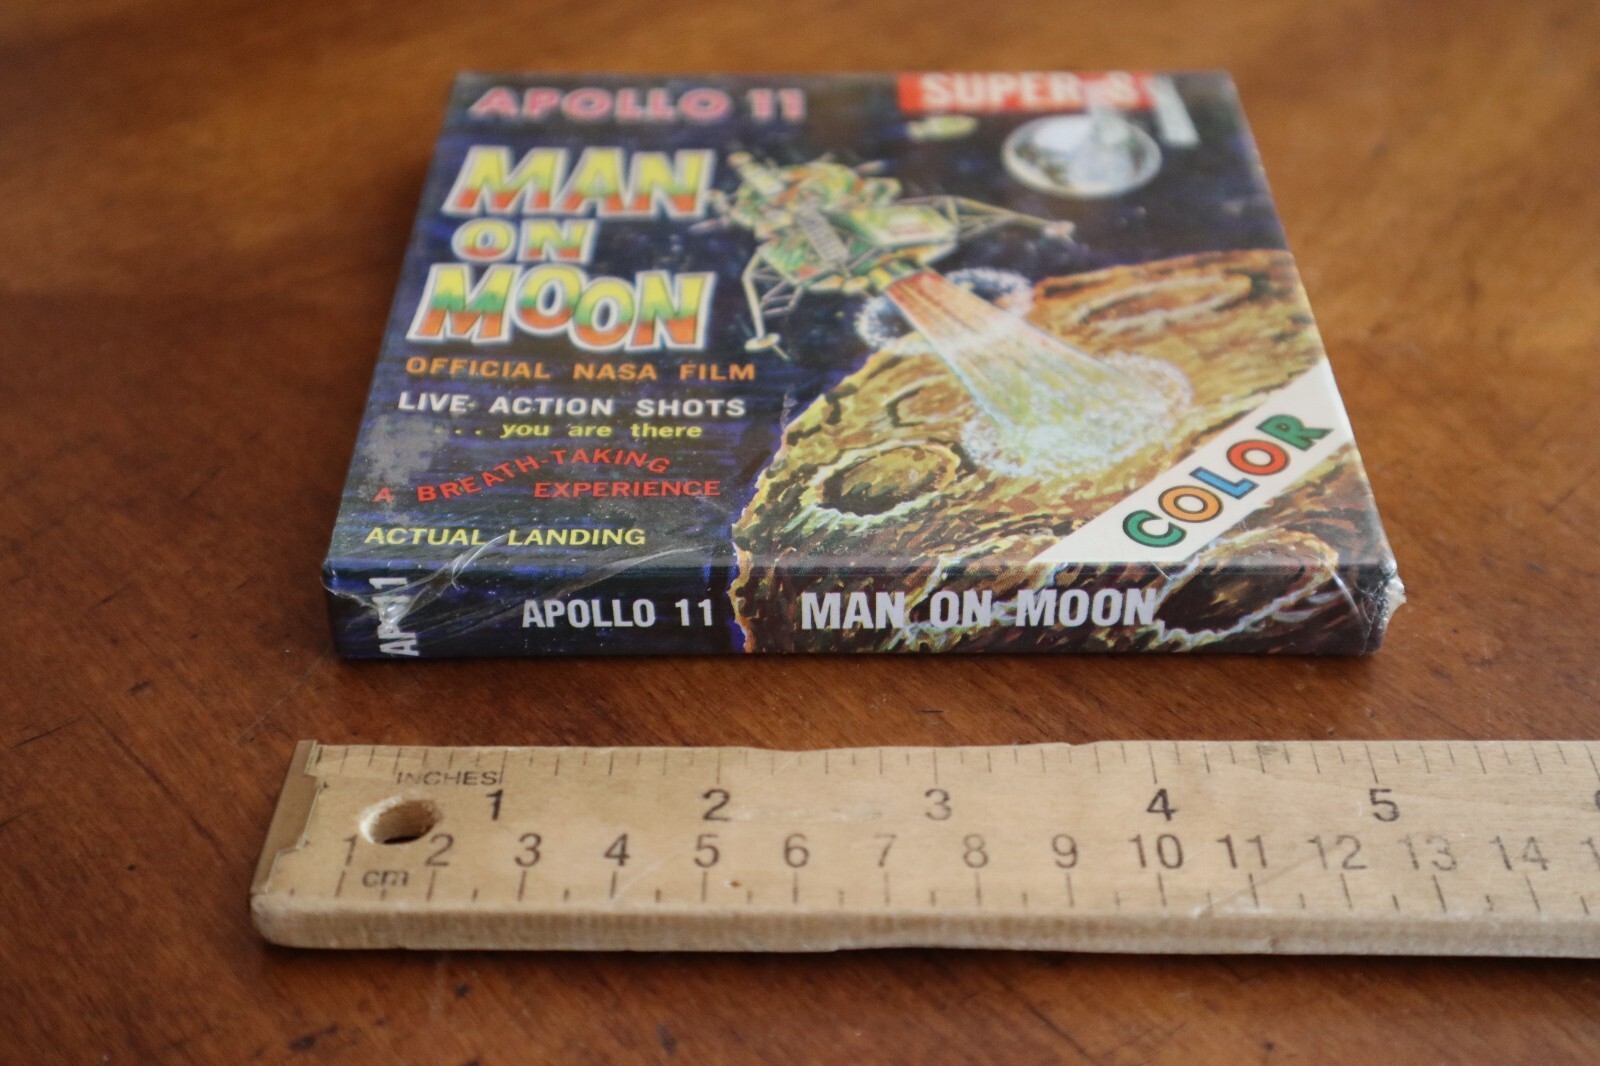 APOLLO 11
SUPER-8
MAN
ON
MOON
OFFICIAL NASA FILM
LIVE ACTION SHOTS
... you are there
A BREATH-TAKING
EXPERIENCE
ACTUAL LANDING
COLOR
APOLLO 11 MAN ON MOON
INCHES
1 2 3 4 5
1 2 3 4 5 6 7 8 9 10 11 12 13 14
cm